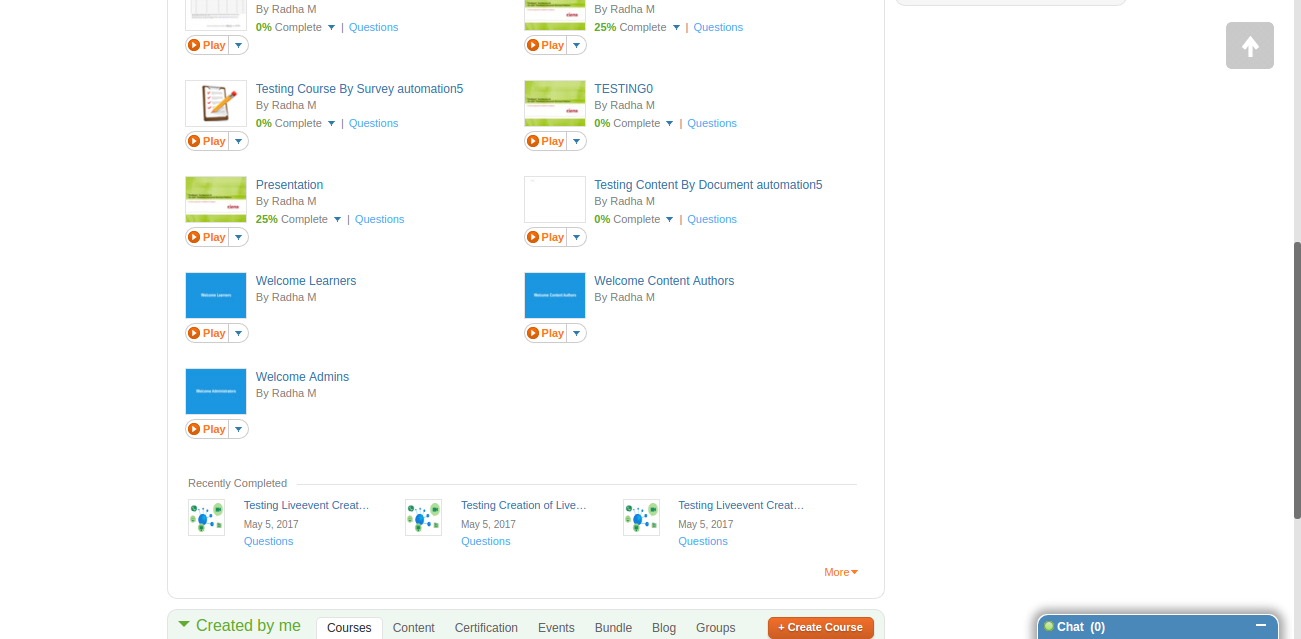 By Radha M
0% Complete | Questions
Play
By Radha M
25% Complete | Questions
Play
Testing Course By Survey automation5
By Radha M
0% Complete | Questions
Play
TESTING0
By Radha M
0% Complete | Questions
Play
Presentation
By Radha M
25% Complete | Questions
Play
Testing Content By Document automation5
By Radha M
0% Complete | Questions
Play
Welcome Learners
Welcome Learners
By Radha M
Play
Welcome Content Authors
Welcome Content Authors
By Radha M
Play
Welcome Administrators
Welcome Admins
By Radha M
Play
Recently Completed
Testing Liveevent Creat…
May 5, 2017
Questions
Testing Creation of Live…
May 5, 2017
Questions
Testing Liveevent Creat…
May 5, 2017
Questions
More
Created by me Courses Content Certification Events Bundle Blog Groups + Create Course
Chat (0)